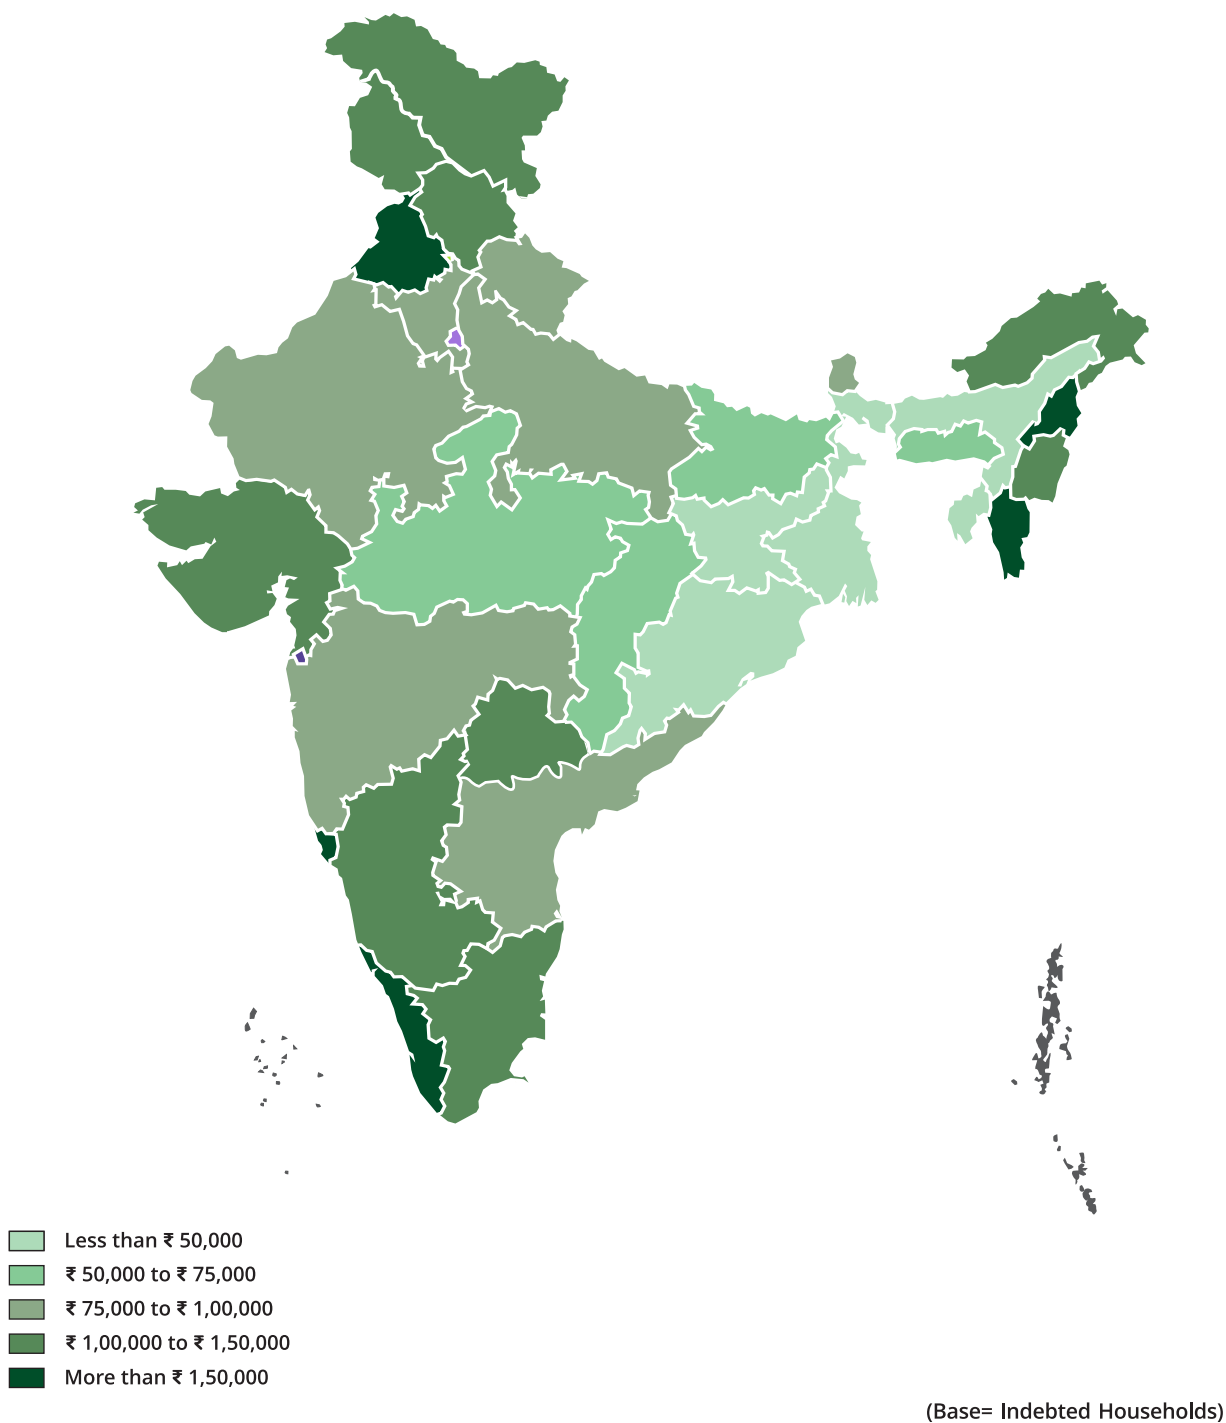 Less than ₹ 50,000
₹ 50,000 to ₹ 75,000
₹ 75,000 to ₹ 1,00,000
₹ 1,00,000 to ₹ 1,50,000
More than ₹ 1,50,000
(Base= Indebted Households)